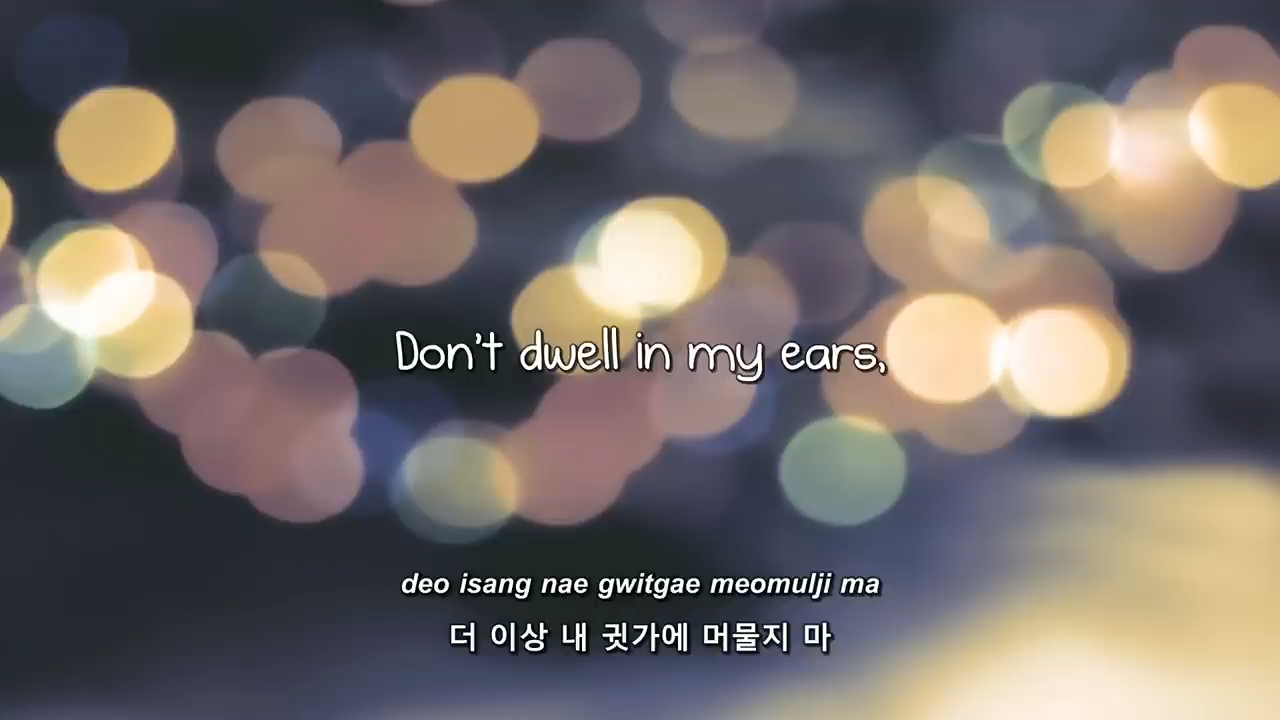 Don't dwell in my ears,
deo isang nae gwitgae meomulji ma
더 이상 내 귓가에 머물지 마